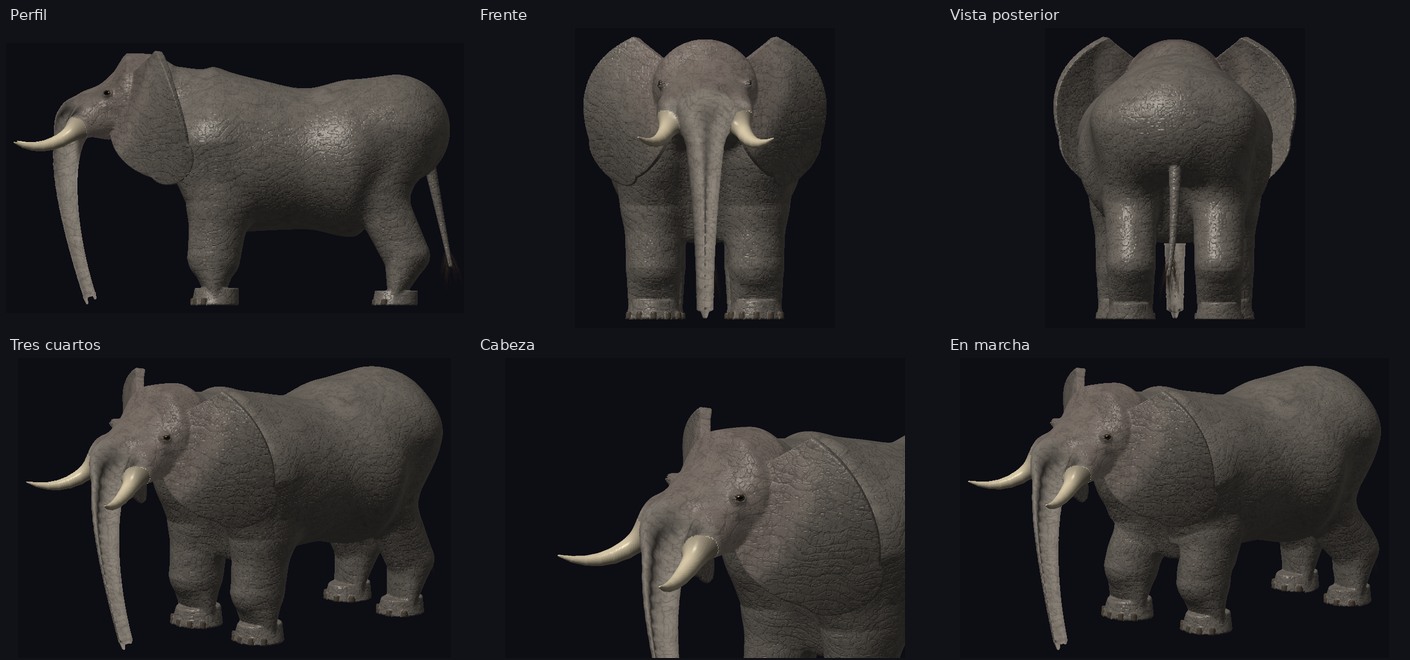 Perfil
Frente
Vista posterior
Tres cuartos
Cabeza
En marcha